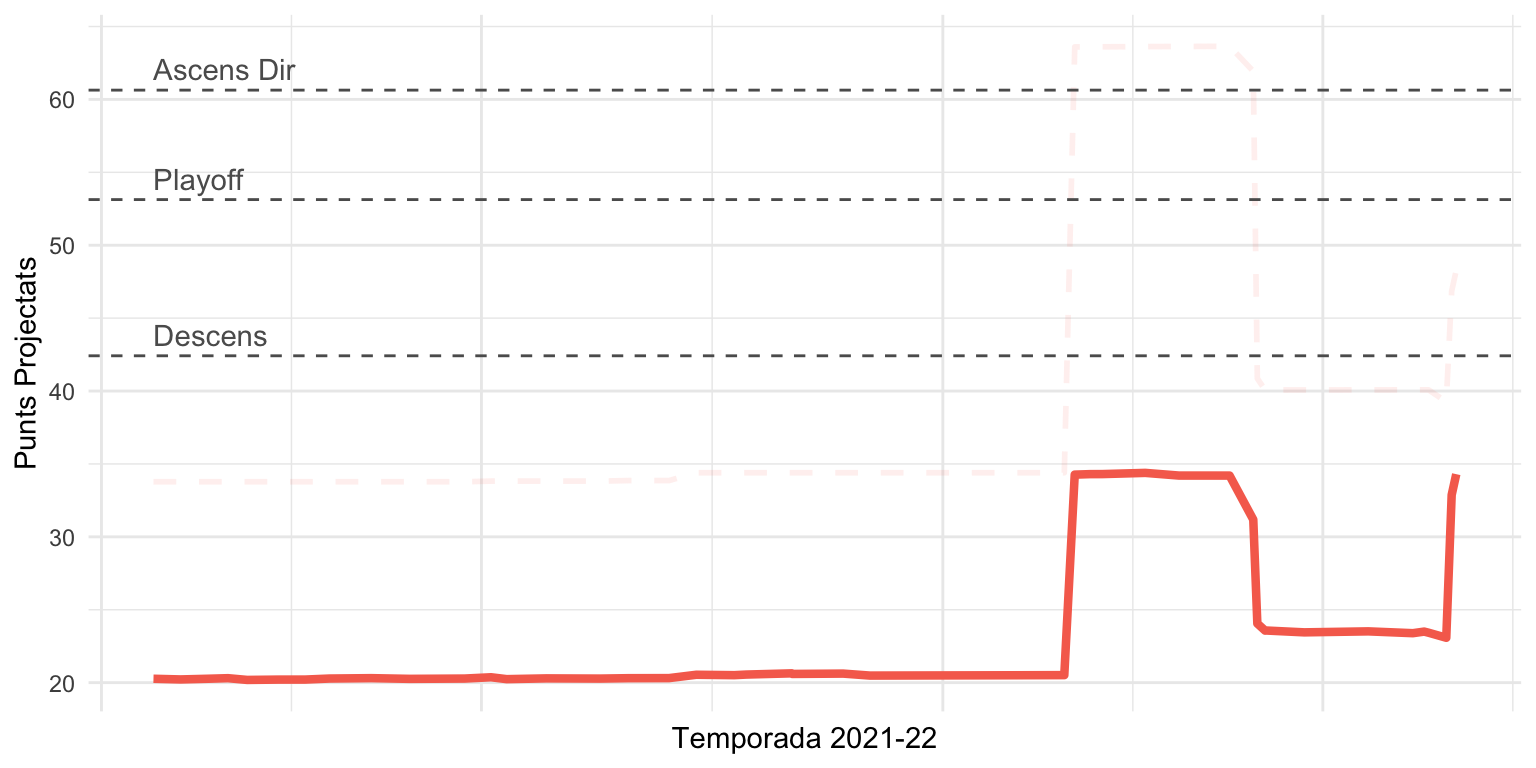 Ascens Dir
60
Playoff
50
Descens
40
30
20
Punts Projectats
Temporada 2021-22